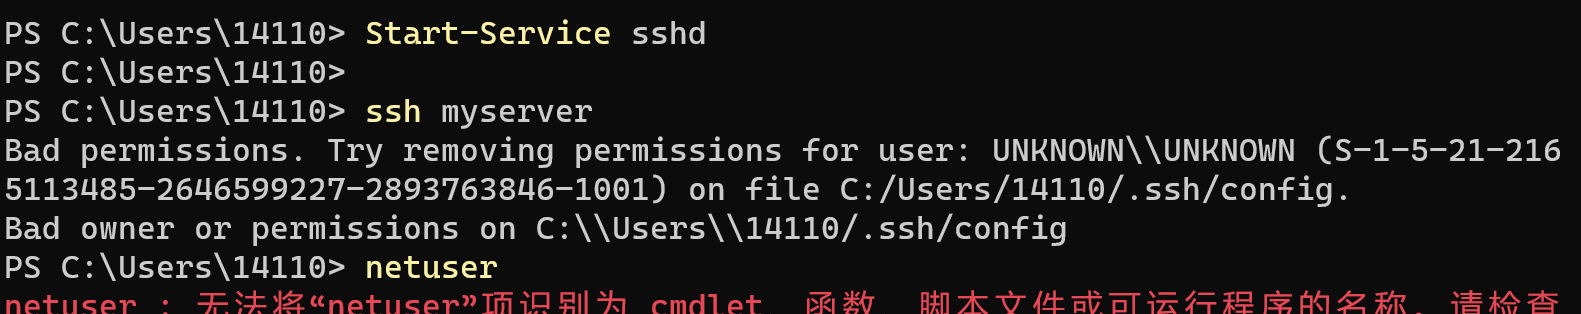 PS C:\Users\14110> Start-Service sshd
PS C:\Users\14110>
PS C:\Users\14110> ssh myserver
Bad permissions. Try removing permissions for user: UNKNOWN\\UNKNOWN (S-1-5-21-216
5113485-2646599227-2893763846-1001) on file C:/Users/14110/.ssh/config.
Bad owner or permissions on C:\\Users\\14110/.ssh/config
PS C:\Users\14110> netuser
netuser : 无法将“netuser”项识别为 cmdlet、函数、脚本文件或可运行程序的名称。请检查